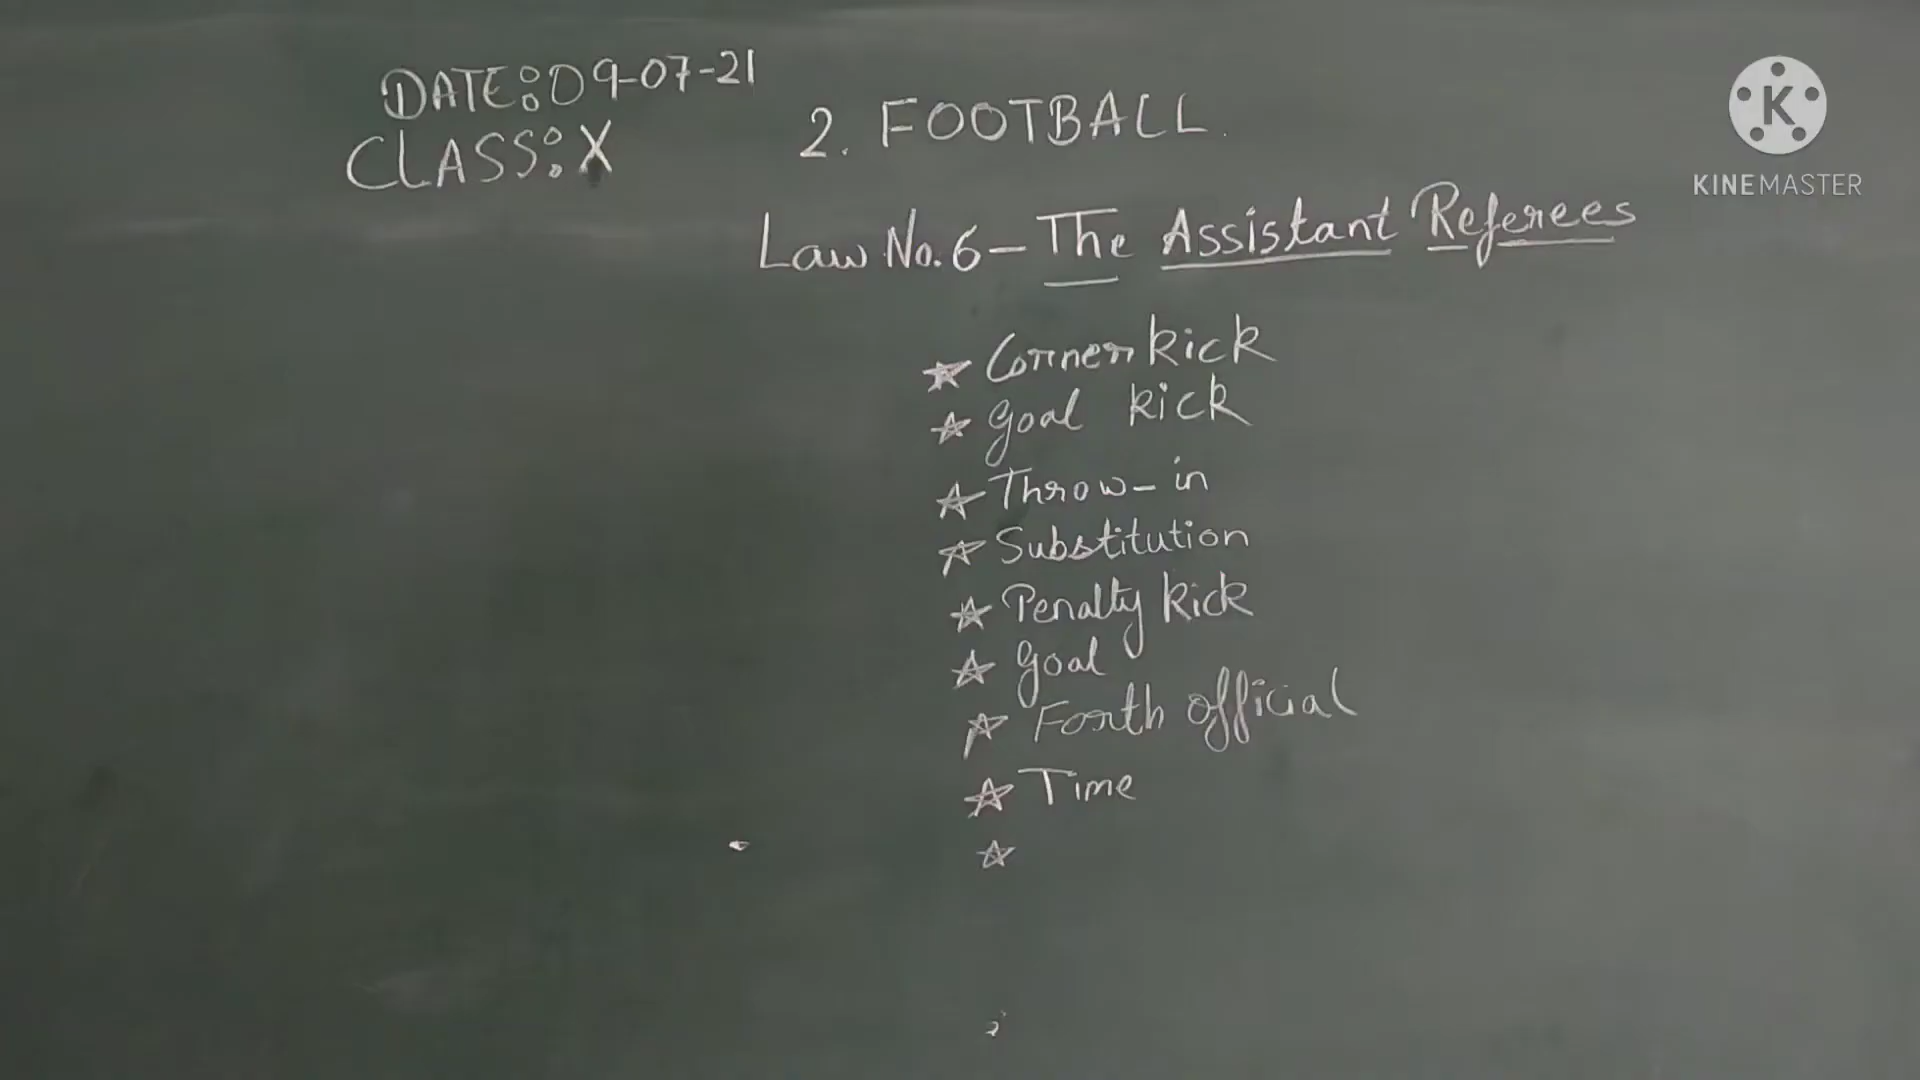 DATE: 09-07-21
CLASS: X
2. FOOTBALL.
Law No. 6 - The Assistant Referees
☆ Corner kick
☆ Goal kick
☆ Throw-in
☆ Substitution
☆ Penalty kick
☆ Goal
☆ Forth official
☆ Time
☆
K
KINEMASTER